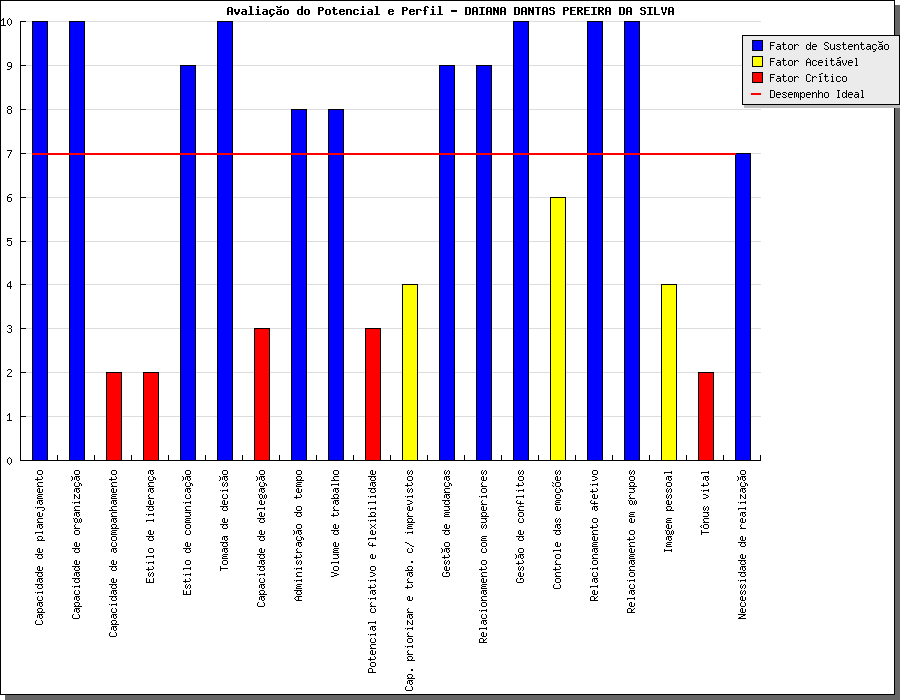 Avaliação do Potencial e Perfil - DAIANA DANTAS PEREIRA DA SILVA
Fator de Sustentação
Fator Aceitável
Fator Crítico
Desempenho Ideal
10
9
8
7
6
5
4
3
2
1
0
Capacidade de planejamento
Capacidade de organização
Capacidade de acompanhamento
Estilo de liderança
Estilo de comunicação
Tomada de decisão
Capacidade de delegação
Administração do tempo
Volume de trabalho
Potencial criativo e flexibilidade
Cap. priorizar e trab. c/ imprevistos
Gestão de mudanças
Relacionamento com superiores
Gestão de conflitos
Controle das emoções
Relacionamento afetivo
Relacionamento em grupos
Imagem pessoal
Tônus vital
Necessidade de realização